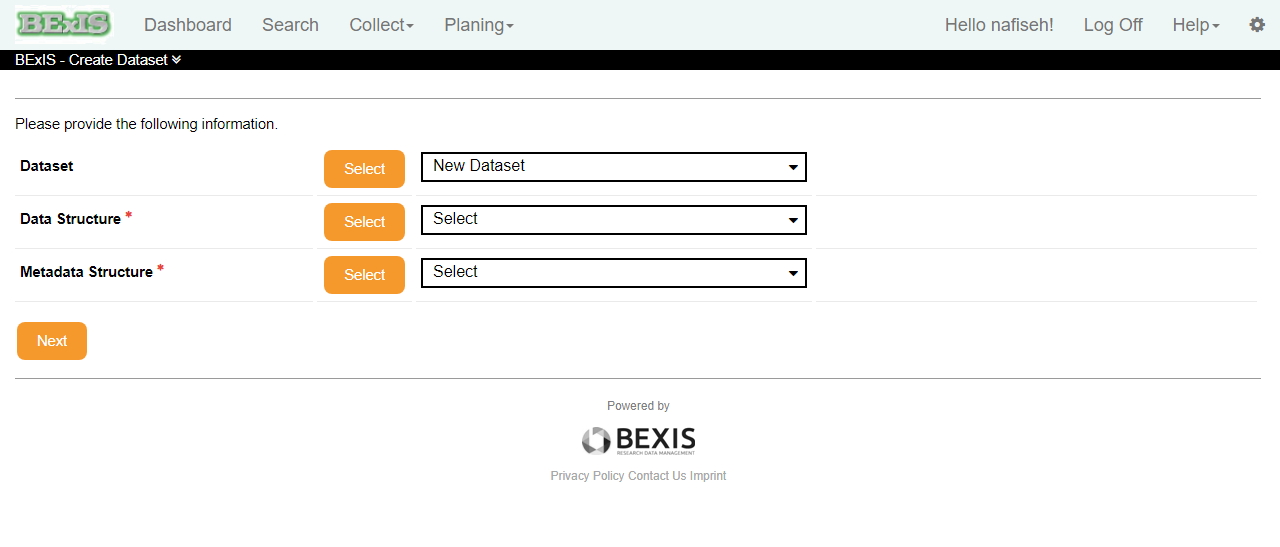 BExIS Dashboard Search Collect Planing Hello nafiseh! Log Off Help
BExIS - Create Dataset
Please provide the following information.
Dataset Select New Dataset
Data Structure * Select Select
Metadata Structure * Select Select
Next
Powered by
BEXIS
RESEARCH DATA MANAGEMENT
Privacy Policy Contact Us Imprint